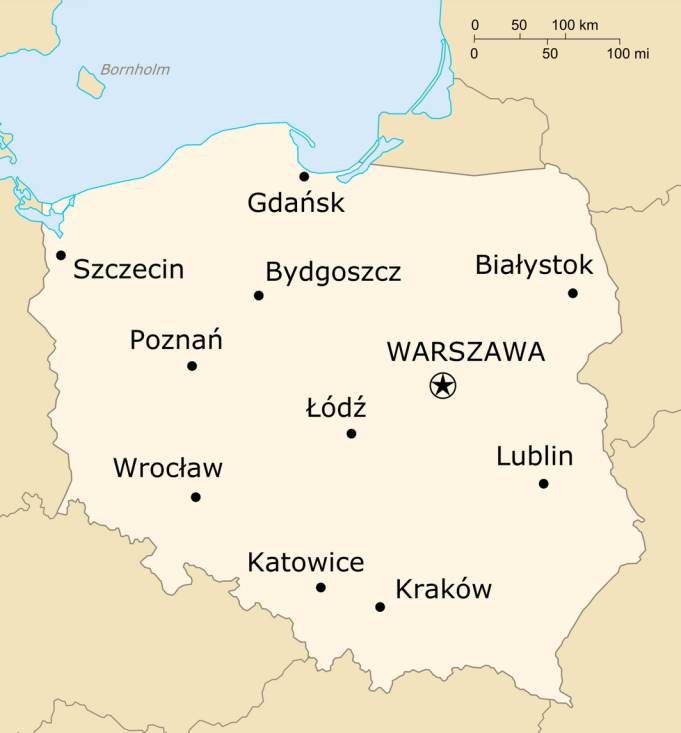 0 50 100 km
0 50 100 mi
Bornholm
Gdańsk
Szczecin
Bydgoszcz
Białystok
Poznań
WARSZAWA
Łódź
Wrocław
Lublin
Katowice
Kraków